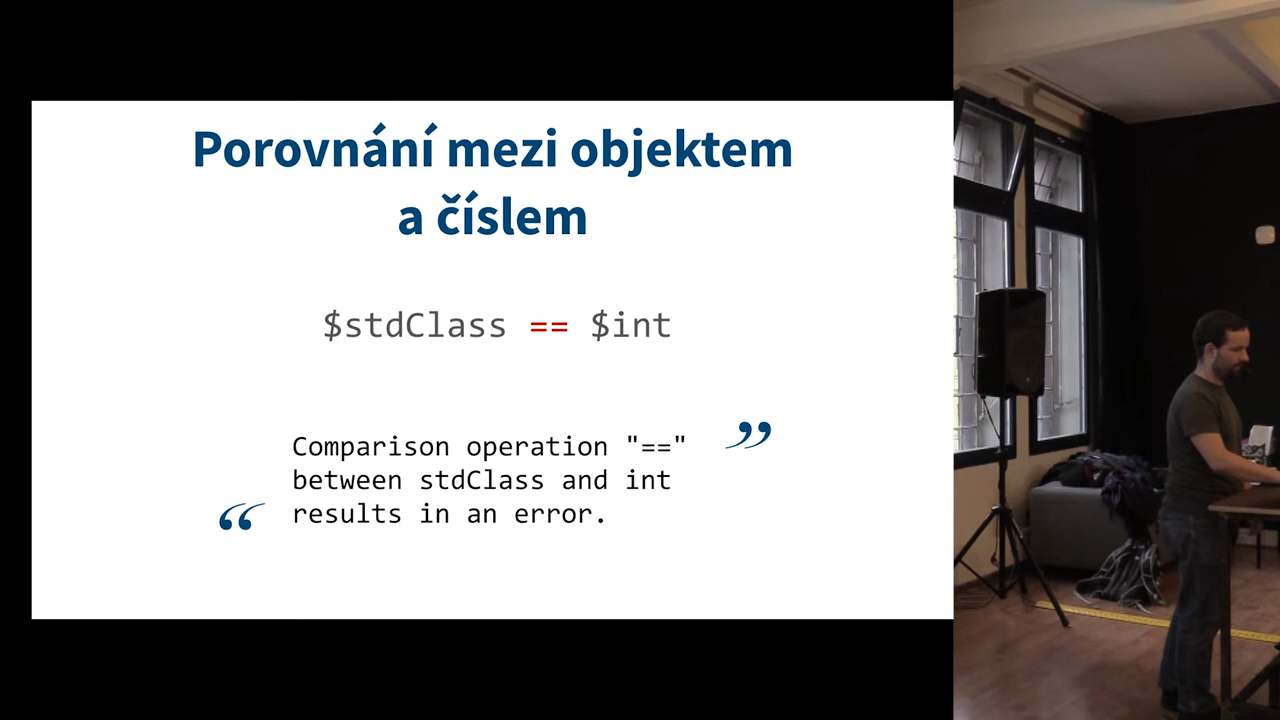 Porovnání mezi objektem
a číslem
$stdClass == $int
Comparison operation "=="
between stdClass and int
results in an error.